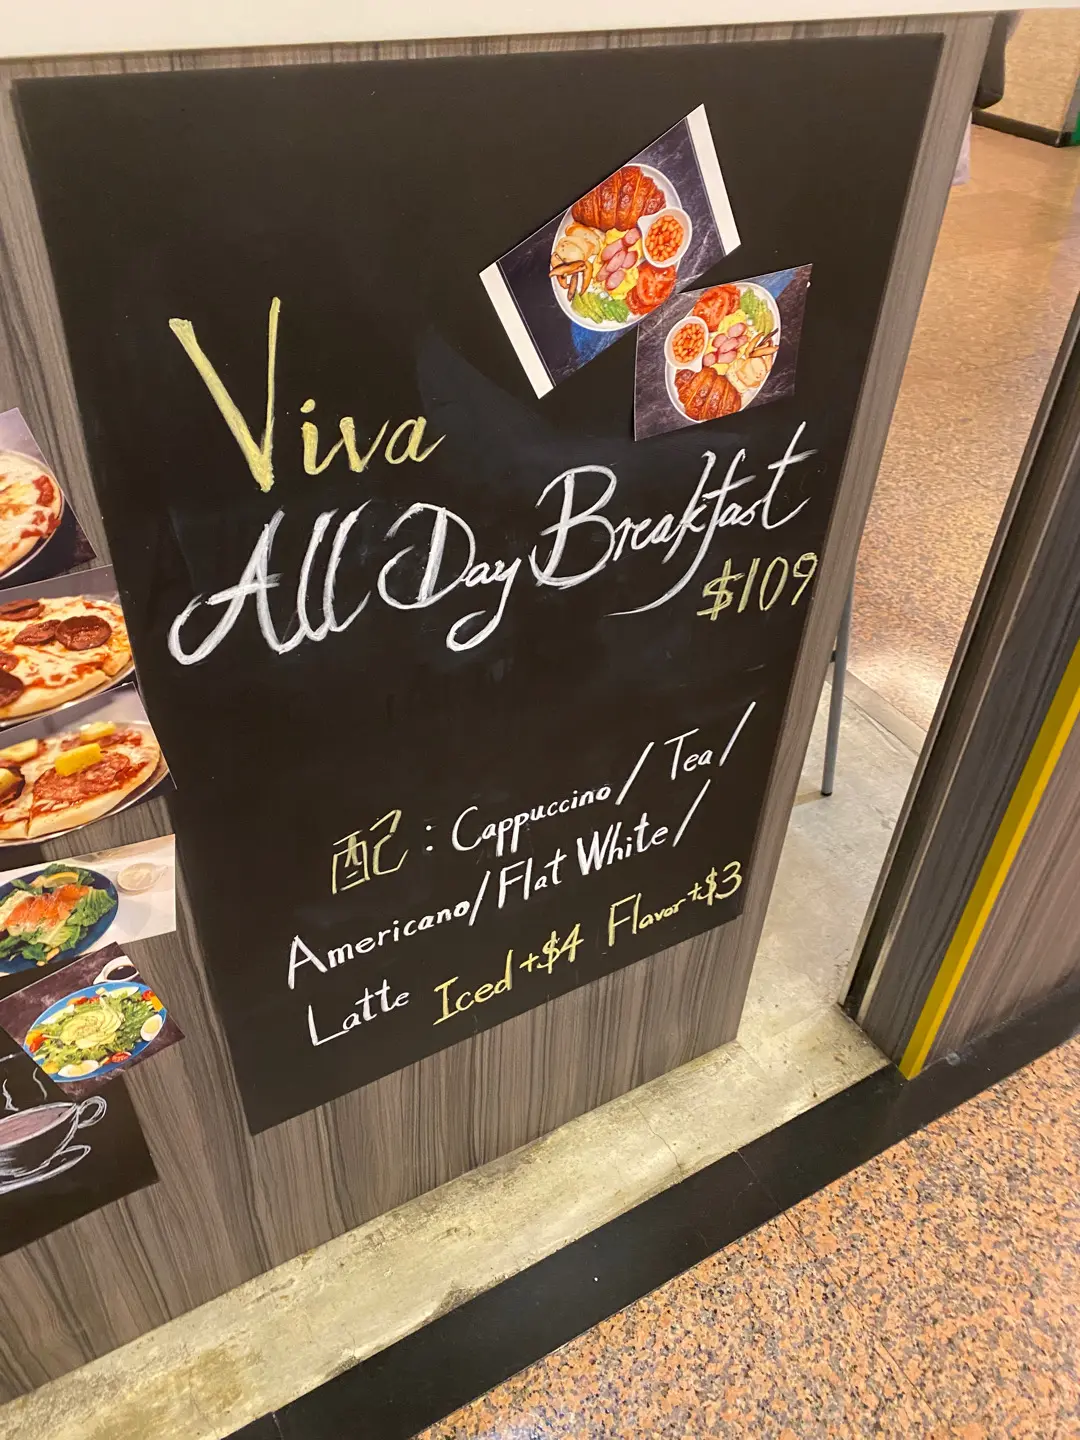 Viva
All Day Breakfast
$109
配: Cappuccino/ Tea/
Americano/Flat White/
Latte Iced +$4 Flavor +$3